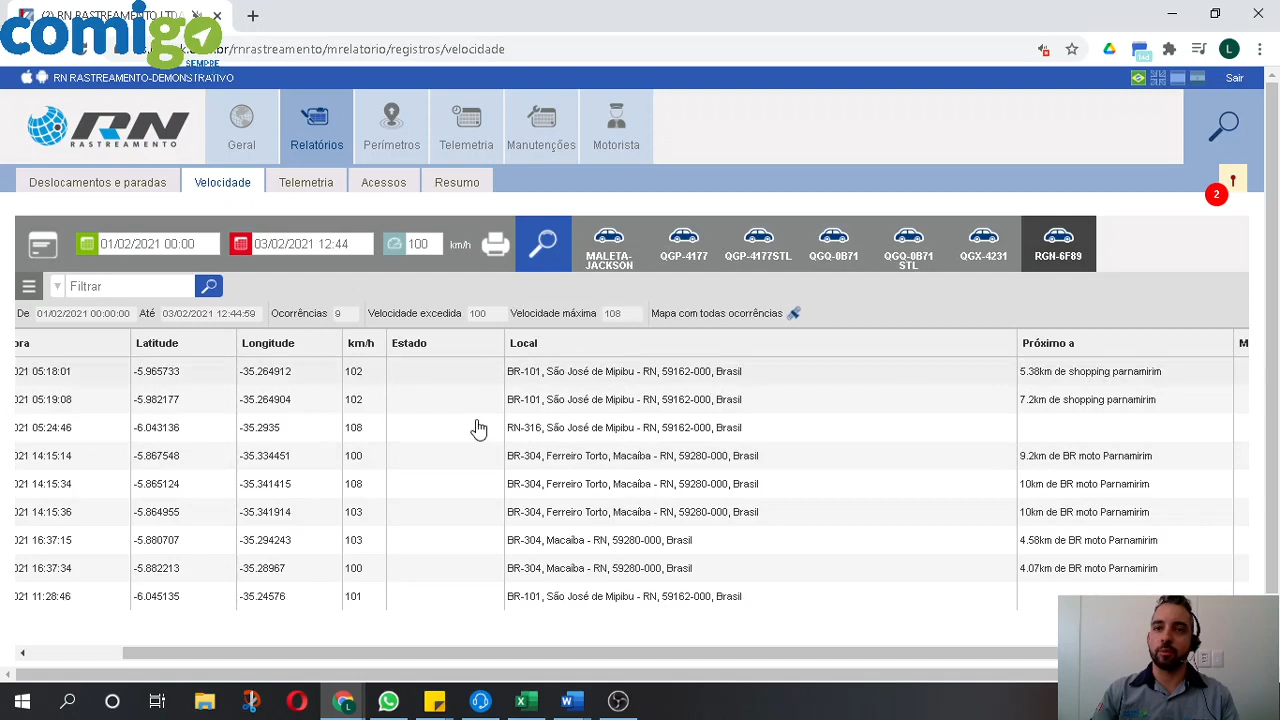 (2) RN RASTREAMENTO LTDA
comigo
SEMPRE
br/rnrastreamento/mrelatorio/registros/velocidade
L
RN RASTREAMENTO-DEMONSTRATIVO
Sair
RN
RASTREAMENTO
Geral
Relatórios
Perímetros
Telemetria
Manutenções
Motorista
Deslocamentos e paradas
Velocidade
Telemetria
Acessos
Resumo
2
01/02/2021 00:00
03/02/2021 12:44
100
km/h
MALETA-JACKSON
QGP-4177
QGP-4177STL
QGQ-0B71
QGQ-0B71 STL
QGX-4231
RGN-6F89
Filtrar
De 01/02/2021 00:00:00 Até 03/02/2021 12:44:59 Ocorrências 9 Velocidade excedida 100 Velocidade máxima 108 Mapa com todas ocorrências
ora Latitude Longitude km/h Estado Local Próximo a M
021 05:18:01 -5.965733 -35.264912 102 BR-101, São José de Mipibu - RN, 59162-000, Brasil 5.38km de shopping parnamirim
021 05:19:08 -5.982177 -35.264904 102 BR-101, São José de Mipibu - RN, 59162-000, Brasil 7.2km de shopping parnamirim
021 05:24:46 -6.043136 -35.2935 108 RN-316, São José de Mipibu - RN, 59162-000, Brasil
021 14:15:14 -5.867548 -35.334451 100 BR-304, Ferreiro Torto, Macaíba - RN, 59280-000, Brasil 9.2km de BR moto Parnamirim
021 14:15:34 -5.865124 -35.341415 108 BR-304, Ferreiro Torto, Macaíba - RN, 59280-000, Brasil 10km de BR moto Parnamirim
021 14:15:36 -5.864955 -35.341914 103 BR-304, Ferreiro Torto, Macaíba - RN, 59280-000, Brasil 10km de BR moto Parnamirim
021 16:37:15 -5.880707 -35.294243 103 BR-304, Macaíba - RN, 59280-000, Brasil 4.58km de BR moto Parnamirim
021 16:37:34 -5.882213 -35.28967 100 BR-304, Macaíba - RN, 59280-000, Brasil 4.07km de BR moto Parnamirim
021 11:28:46 -6.045135 -35.24576 101 BR-101, São José de Mipibu - RN, 59162-000, Brasil